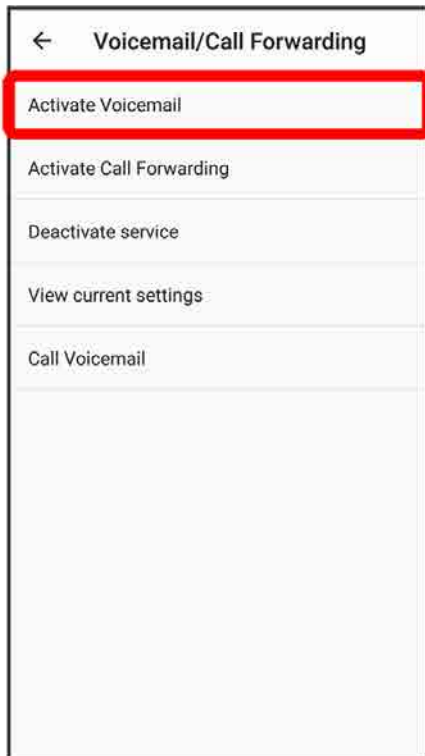 Voicemail/Call Forwarding
Activate Voicemail
Activate Call Forwarding
Deactivate service
View current settings
Call Voicemail